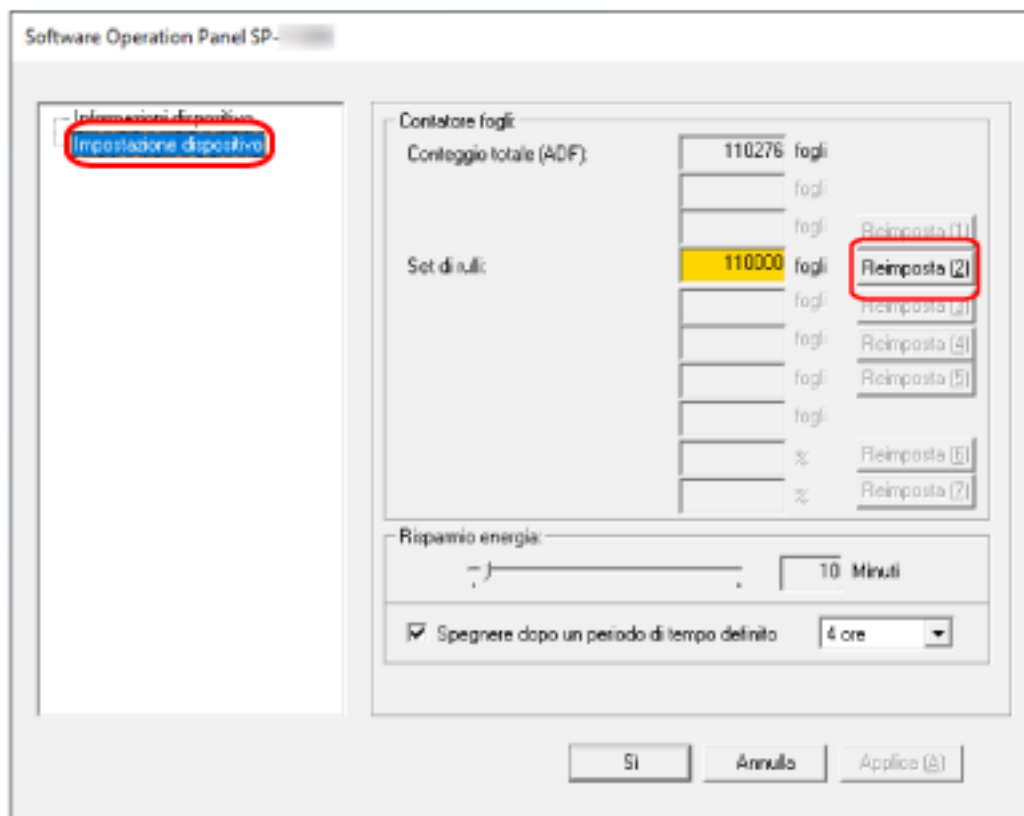 Software Operation Panel SP-
Informazioni dispositivo
Impostazione dispositivo
Contatore fogli:
Conteggio totale (ADF): 110276 fogli
fogli
fogli Reimposta (1)
Set di rulli: 110000 fogli Reimposta (2)
fogli Reimposta (3)
fogli Reimposta (4)
fogli Reimposta (5)
fogli
% Reimposta (6)
% Reimposta (7)
Risparmio energia:
10 Minuti
Spegnere dopo un periodo di tempo definito 4 ore
Sì Annulla Applica (A)